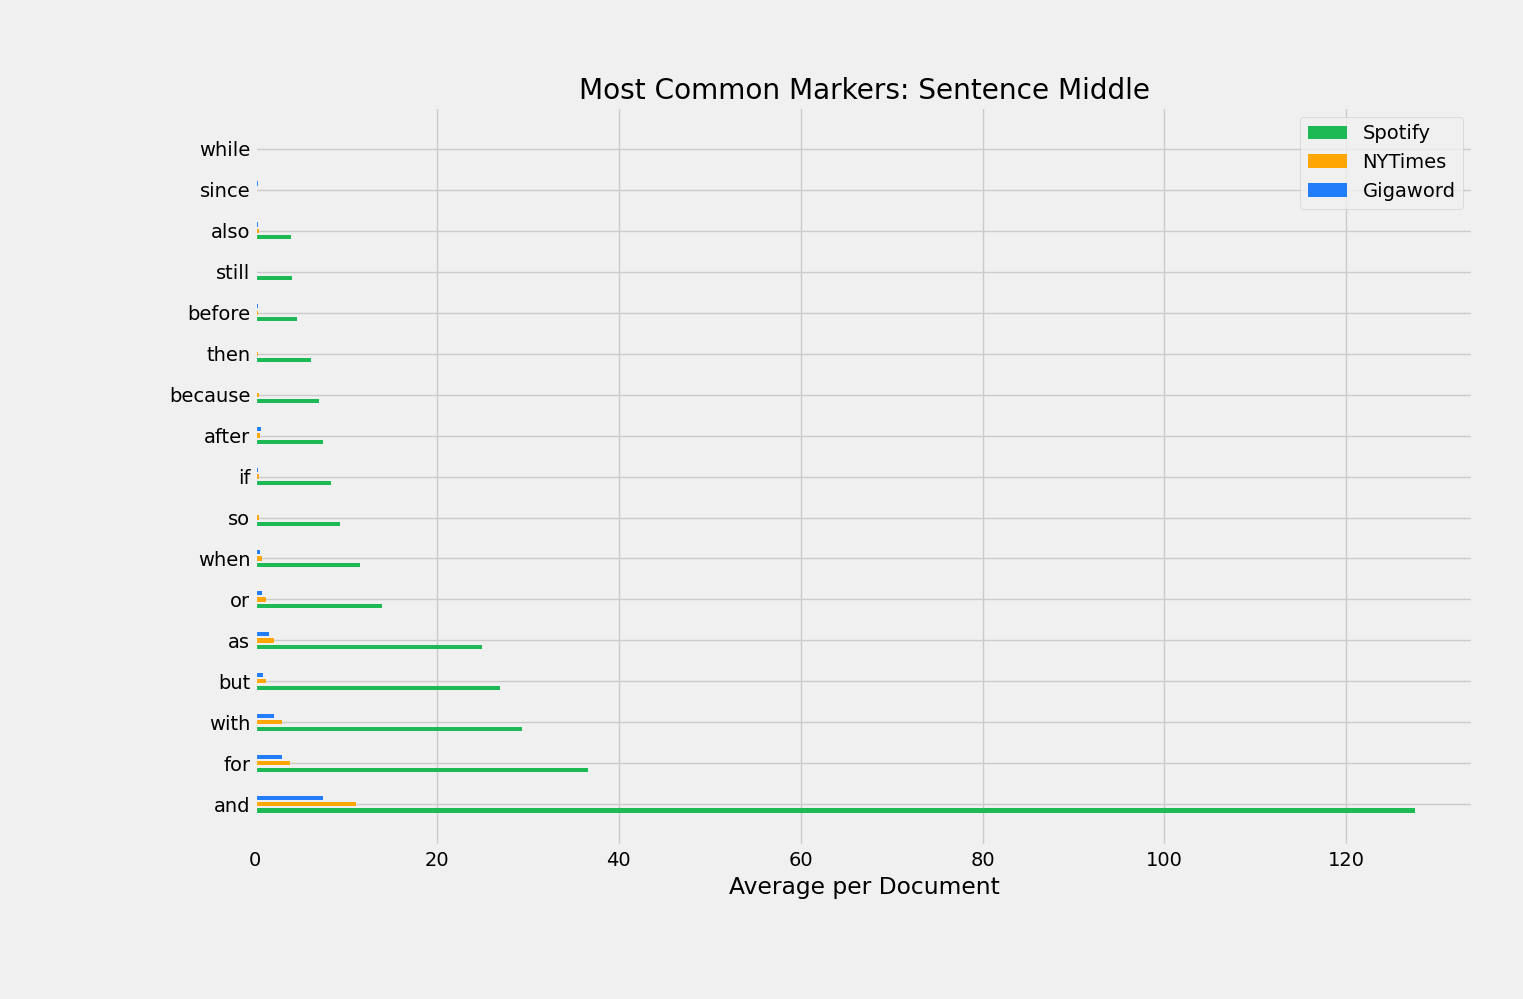 Most Common Markers: Sentence Middle
Spotify
NYTimes
Gigaword
while
since
also
still
before
then
because
after
if
so
when
or
as
but
with
for
and
0 20 40 60 80 100 120
Average per Document